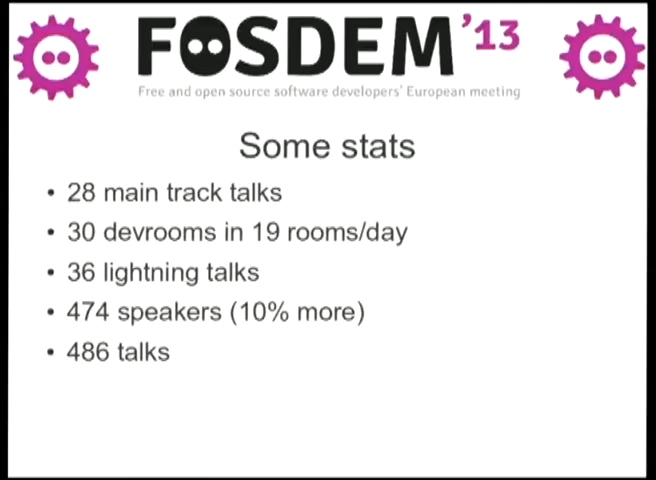 FOSDEM '13
Free and open source software developers' European meeting
Some stats
• 28 main track talks
• 30 devrooms in 19 rooms/day
• 36 lightning talks
• 474 speakers (10% more)
• 486 talks